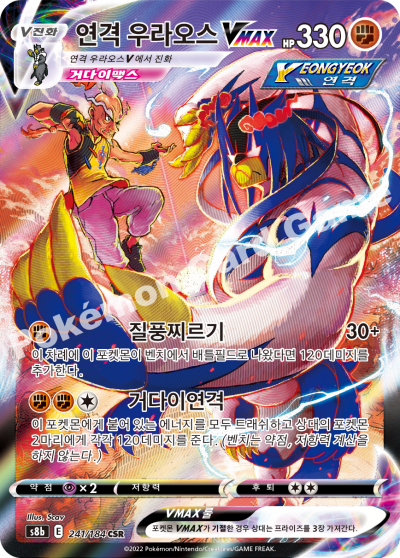 V진화
연격 우라오스 VMAX HP 330
연격 우라오스V에서 진화
거다이맥스
YEONGYEOK
연격
Pokémon Card Game
질풍찌르기 30+
이 차례에 이 포켓몬이 벤치에서 배틀필드로 나왔다면 120데미지를
추가한다.
거다이연격
이 포켓몬에게 붙어 있는 에너지를 모두 트래쉬하고 상대의 포켓몬
2마리에게 각각 120데미지를 준다. (벤치는 약점, 저항력 계산을
하지 않는다.)
약점 ×2 저항력 후퇴
Illus. Scav
s8b E 241/184 CSR
VMAX 룰
포켓몬VMAX가 기절한 경우 상대는 프라이즈를 3장 가져간다.
©2022 Pokémon/Nintendo/Creatures/GAME FREAK.